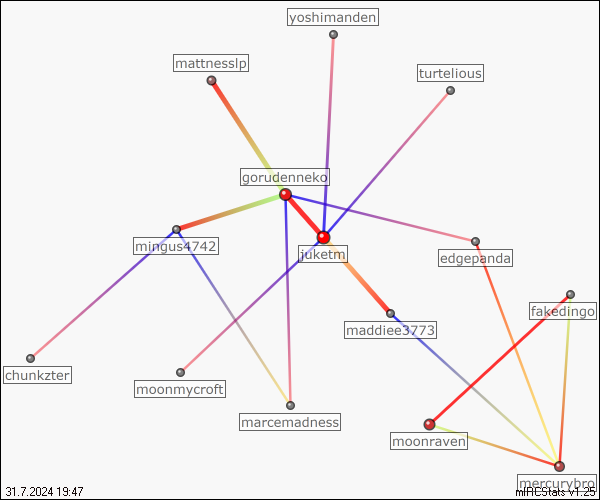 yoshimanden
mattnesslp
turtelious
gorudenneko
mingus4742
juketm
edgepanda
fakedingo
maddiee3773
chunkzter
moonmycroft
marcemadness
moonraven
mercurybro
31.7.2024 19:47
mIRCStats v1.25